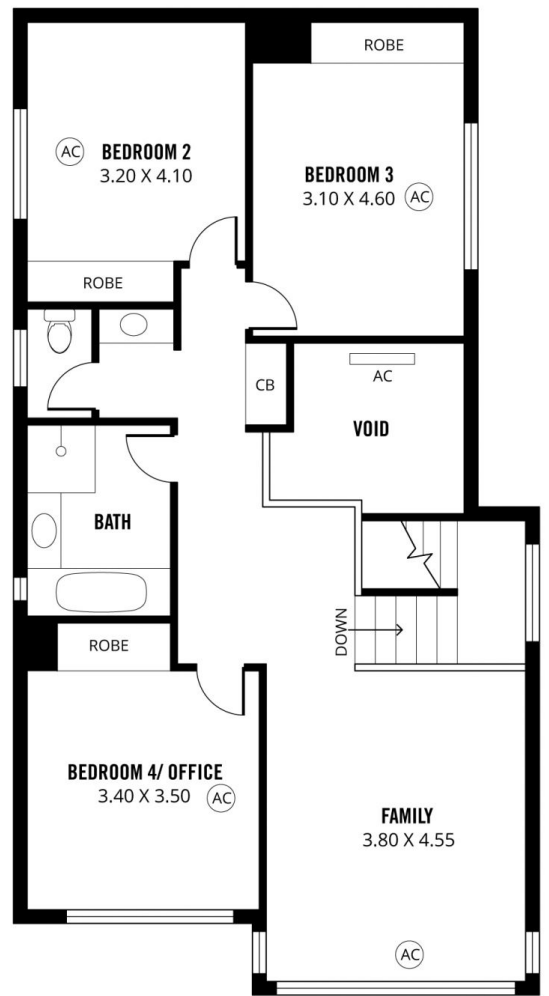 ROBE
AC
BEDROOM 2
3.20 X 4.10
BEDROOM 3
3.10 X 4.60
AC
ROBE
CB
AC
VOID
BATH
DOWN
ROBE
BEDROOM 4/ OFFICE
3.40 X 3.50
AC
FAMILY
3.80 X 4.55
AC